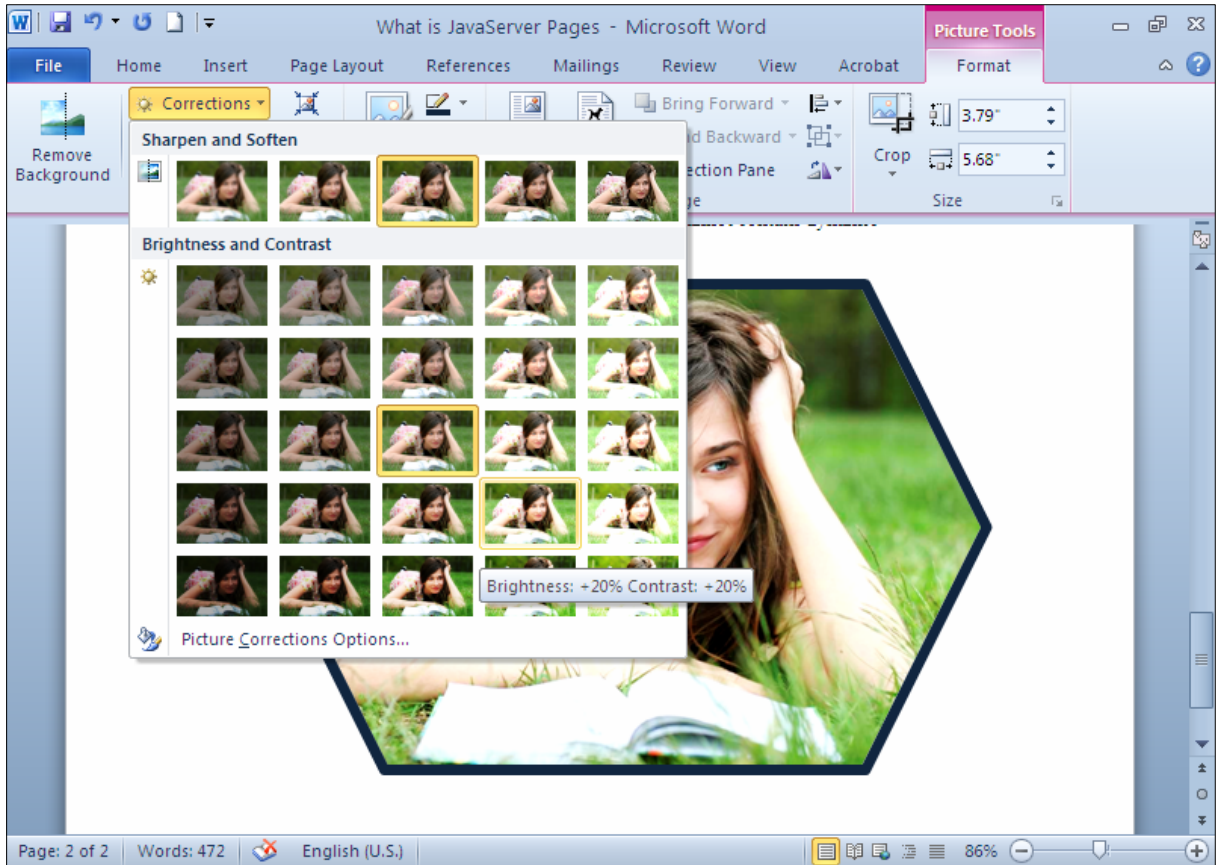 What is JavaServer Pages - Microsoft Word
Picture Tools
File Home Insert Page Layout References Mailings Review View Acrobat Format
Corrections
Bring Forward
3.79"
Remove Background
d Backward
Crop
5.68"
ection Pane
Size
Sharpen and Soften
Brightness and Contrast
Brightness: +20% Contrast: +20%
Picture Corrections Options...
Page: 2 of 2 Words: 472 English (U.S.) 86%